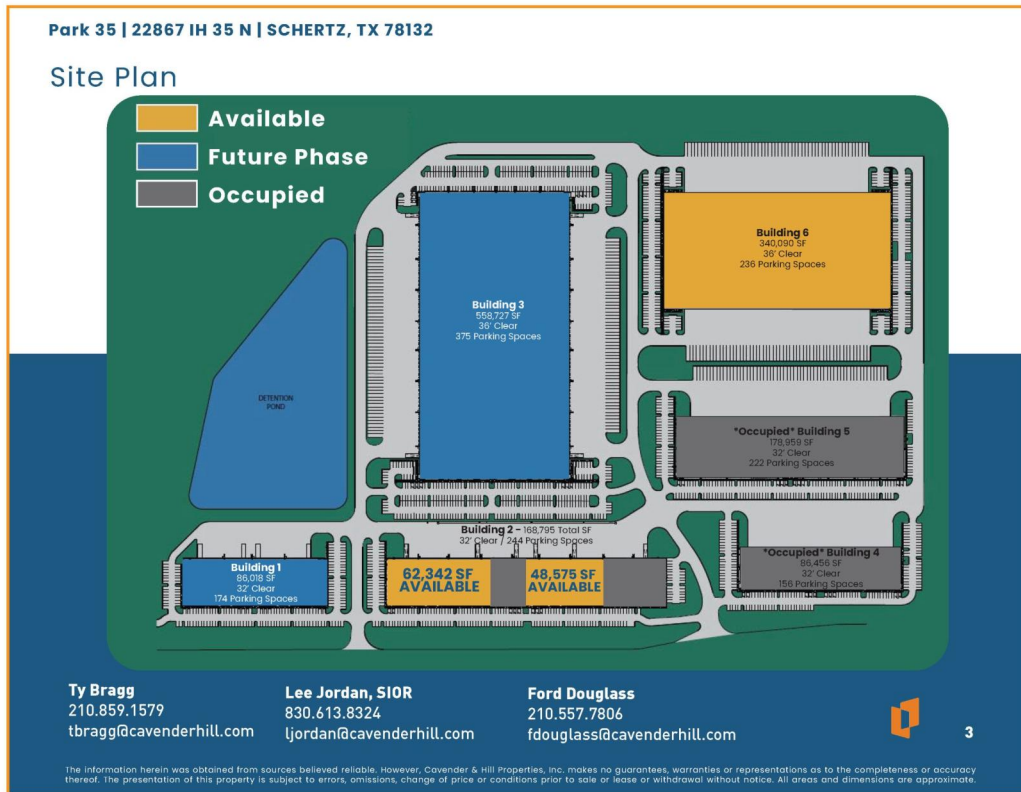 Park 35 | 22867 IH 35 N | SCHERTZ, TX 78132
Site Plan
Available
Future Phase
Occupied
Building 6
340,090 SF
36' Clear
236 Parking Spaces
Building 3
558,727 SF
36' Clear
375 Parking Spaces
DETENTION
POND
*Occupied* Building 5
178,959 SF
32' Clear
222 Parking Spaces
Building 2 - 168,795 Total SF
32' Clear / 244 Parking Spaces
Building 1
86,018 SF
32' Clear
174 Parking Spaces
62,342 SF
AVAILABLE
48,575 SF
AVAILABLE
*Occupied* Building 4
86,456 SF
32' Clear
156 Parking Spaces
Ty Bragg
210.859.1579
tbragg@cavenderhill.com
Lee Jordan, SIOR
830.613.8324
ljordan@cavenderhill.com
Ford Douglass
210.557.7806
fdouglass@cavenderhill.com
3
The information herein was obtained from sources believed reliable. However, Cavender & Hill Properties, Inc. makes no guarantees, warranties or representations as to the completeness or accuracy
thereof. The presentation of this property is subject to errors, omissions, change of price or conditions prior to sale or lease or withdrawal without notice. All areas and dimensions are approximate.